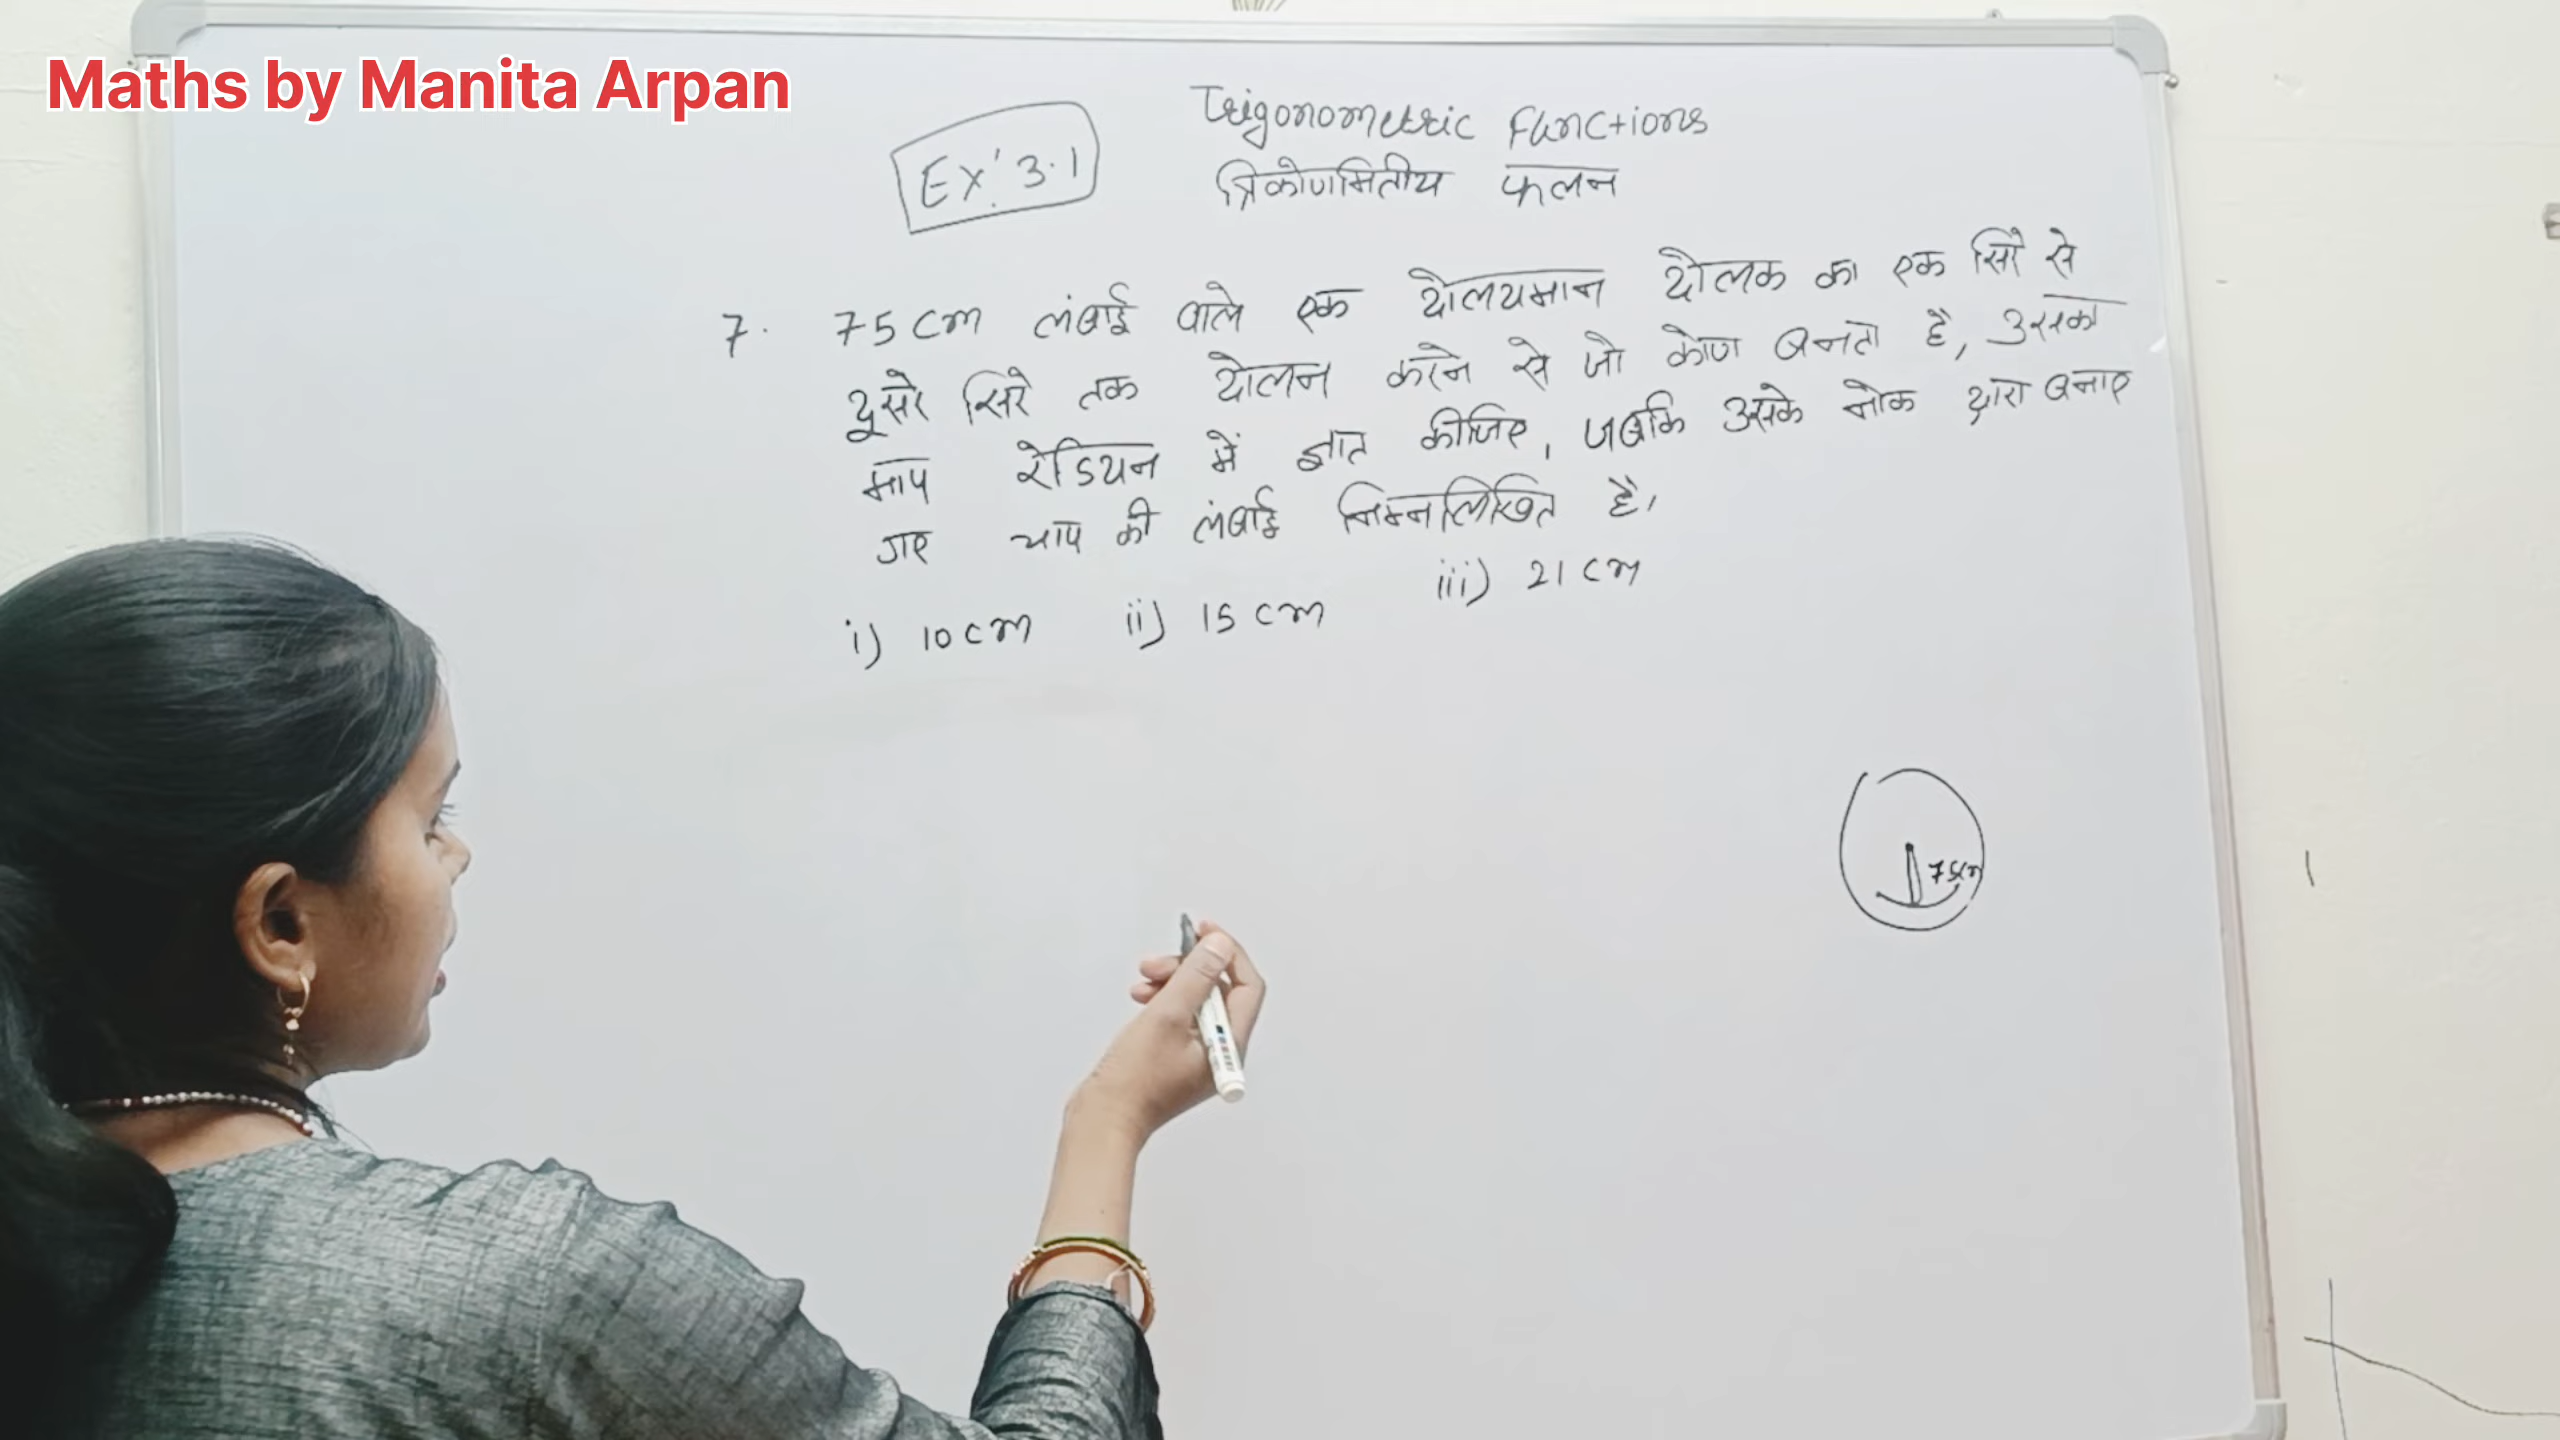 Maths by Manita Arpan
Trigonometric Functions
Ex: 3.1
त्रिकोणमितीय फलन
7. 75 cm लंबाई वाले एक दोलयमान दोलक का एक सिरे से
दूसरे सिरे तक दोलन करने से जो कोण बनता है, उसका
माप रेडियन में ज्ञात कीजिए, जबकि उसके नोक द्वारा बनाए
गए चाप की लंबाई निम्नलिखित है,
i) 10 cm ii) 15 cm iii) 21 cm
75cm